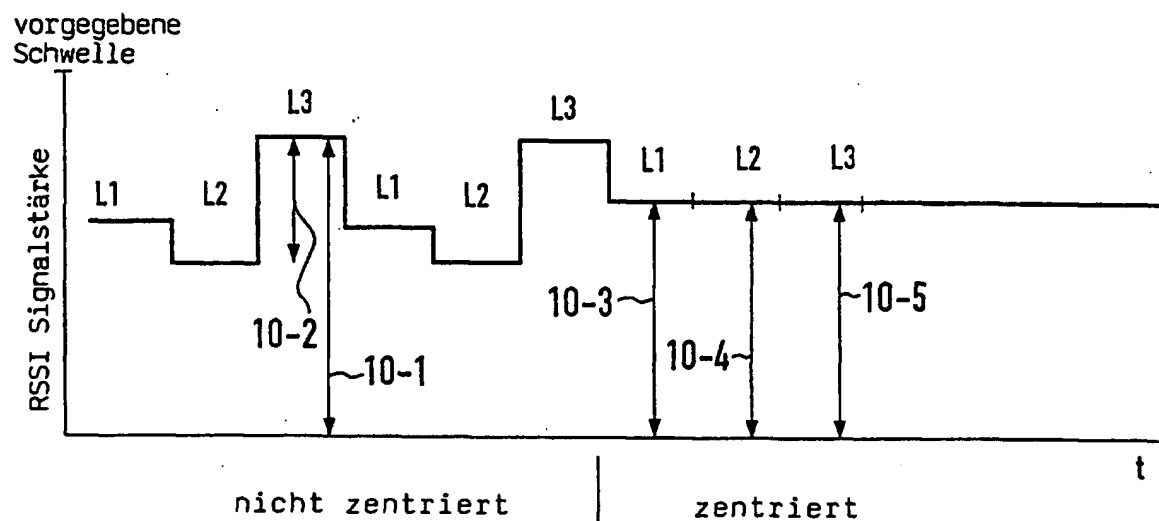 vorgegebene
Schwelle
RSSI Signalstärke
L1
L2
L3
L1
L2
L3
L1
L2
L3
10-2
10-1
10-3
10-4
10-5
t
nicht zentriert
zentriert